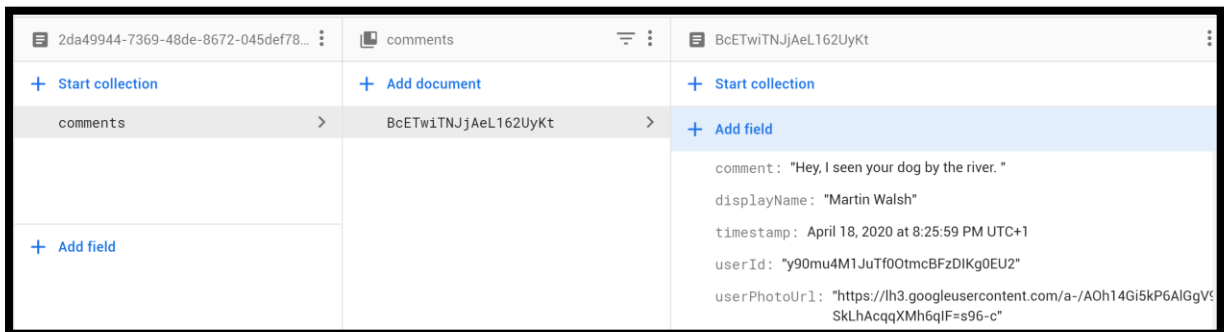 2da49944-7369-48de-8672-045def78...
comments
BcETwiTNJjAeL162UyKt
+ Start collection
+ Add document
+ Start collection
comments
BcETwiTNJjAeL162UyKt
+ Add field
comment: "Hey, I seen your dog by the river. "
displayName: "Martin Walsh"
+ Add field
timestamp: April 18, 2020 at 8:25:59 PM UTC+1
userId: "y90mu4M1JuTf0OtmcBFzDIKg0EU2"
userPhotoUrl: "https://lh3.googleusercontent.com/a-/AOh14Gi5kP6AlGgV9
SkLhAcqqXMh6qIF=s96-c"